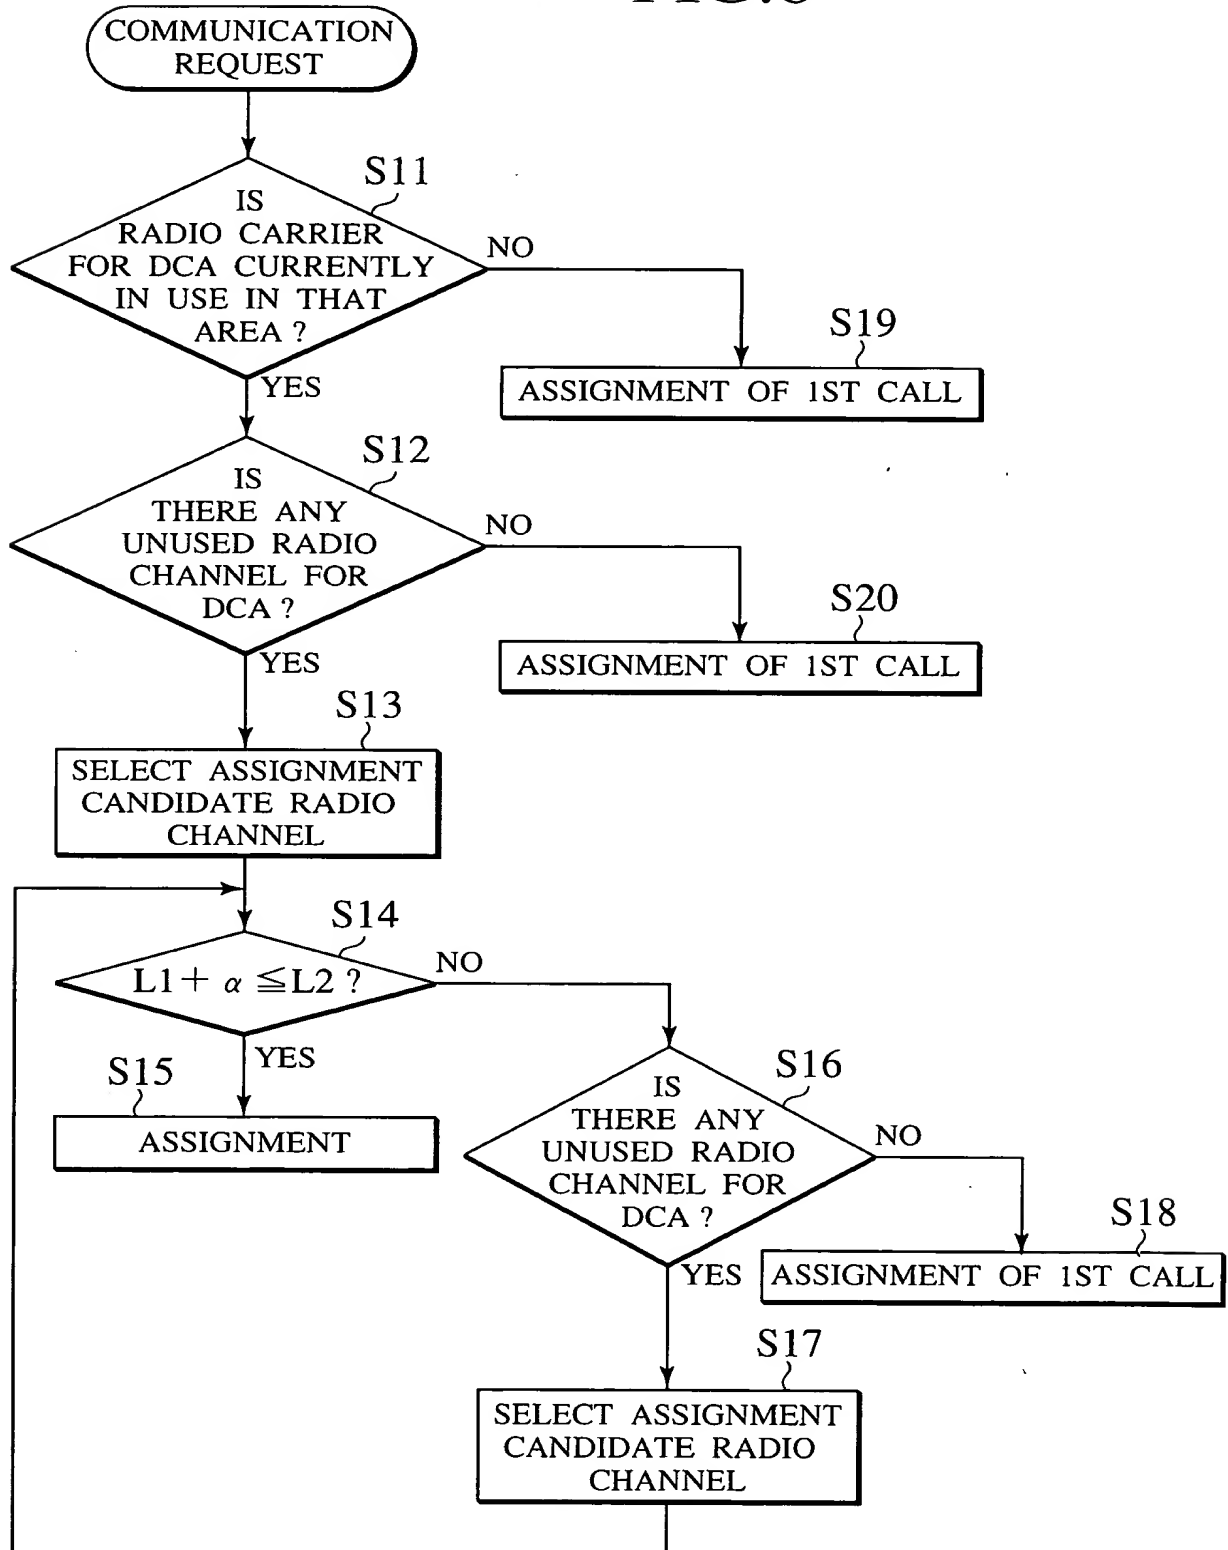 COMMUNICATION
REQUEST
S11
IS
RADIO CARRIER
FOR DCA CURRENTLY
IN USE IN THAT
AREA ?
NO
YES
S19
ASSIGNMENT OF 1ST CALL
S12
IS
THERE ANY
UNUSED RADIO
CHANNEL FOR
DCA ?
NO
YES
S20
ASSIGNMENT OF 1ST CALL
S13
SELECT ASSIGNMENT
CANDIDATE RADIO
CHANNEL
S14
L1+ α ≦L2 ?
NO
YES
S15
ASSIGNMENT
S16
IS
THERE ANY
UNUSED RADIO
CHANNEL FOR
DCA ?
NO
YES
S18
ASSIGNMENT OF 1ST CALL
S17
SELECT ASSIGNMENT
CANDIDATE RADIO
CHANNEL